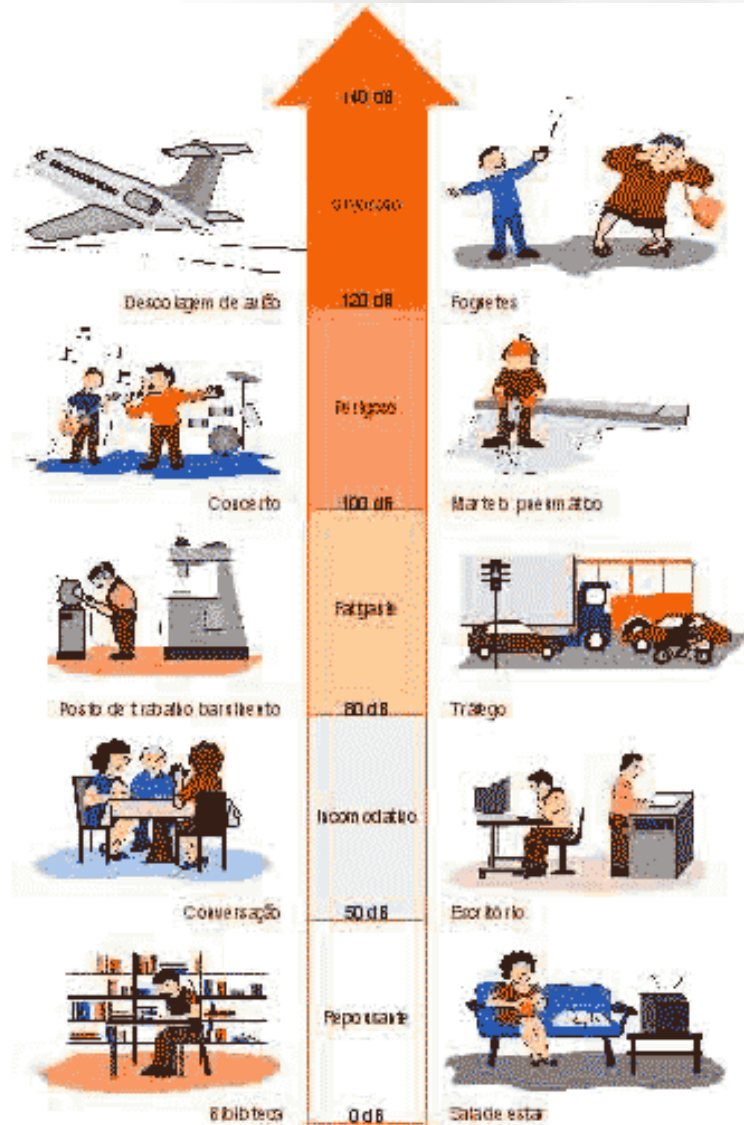 140 dB
Descolagem de avião
120 dB
Foguetes
Perigoso
Concerto
100 dB
Martelo pneumático
Fatigante
Posto de trabalho barulhento
80 dB
Tráfego
Incomodativo
Conversação
50 dB
Escritório
Repousante
Biblioteca
0 dB
Sala de estar